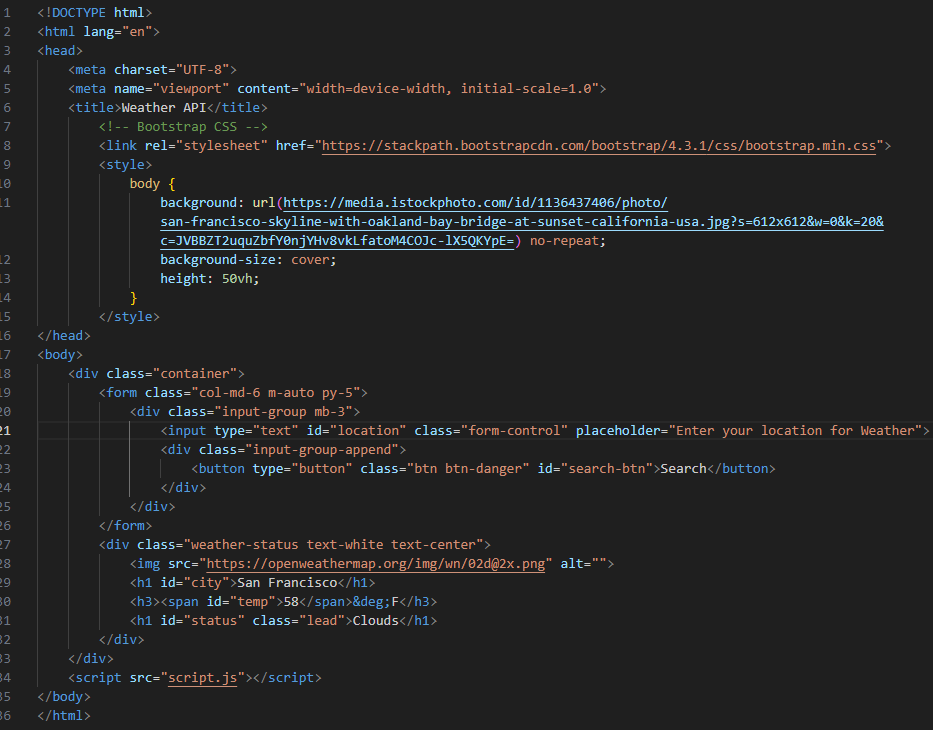 1 <!DOCTYPE html>
2 <html lang="en">
3 <head>
4     <meta charset="UTF-8">
5     <meta name="viewport" content="width=device-width, initial-scale=1.0">
6     <title>Weather API</title>
7         <!-- Bootstrap CSS -->
8         <link rel="stylesheet" href="https://stackpath.bootstrapcdn.com/bootstrap/4.3.1/css/bootstrap.min.css">
9         <style>
10             body {
11                 background: url(https://media.istockphoto.com/id/1136437406/photo/
san-francisco-skyline-with-oakland-bay-bridge-at-sunset-california-usa.jpg?s=612x612&w=0&k=20&
c=JVBBZT2uquZbfY0njYHv8vkLfatoM4COJc-lX5QKYpE=) no-repeat;
12                 background-size: cover;
13                 height: 50vh;
14             }
15         </style>
16 </head>
17 <body>
18     <div class="container">
19         <form class="col-md-6 m-auto py-5">
20             <div class="input-group mb-3">
21                 <input type="text" id="location" class="form-control" placeholder="Enter your location for Weather">
22                 <div class="input-group-append">
23                     <button type="button" class="btn btn-danger" id="search-btn">Search</button>
24                 </div>
25             </div>
26         </form>
27         <div class="weather-status text-white text-center">
28             <img src="https://openweathermap.org/img/wn/02d@2x.png" alt="">
29             <h1 id="city">San Francisco</h1>
30             <h3><span id="temp">58</span>&deg;F</h3>
31             <h1 id="status" class="lead">Clouds</h1>
32         </div>
33     </div>
34     <script src="script.js"></script>
35 </body>
36 </html>